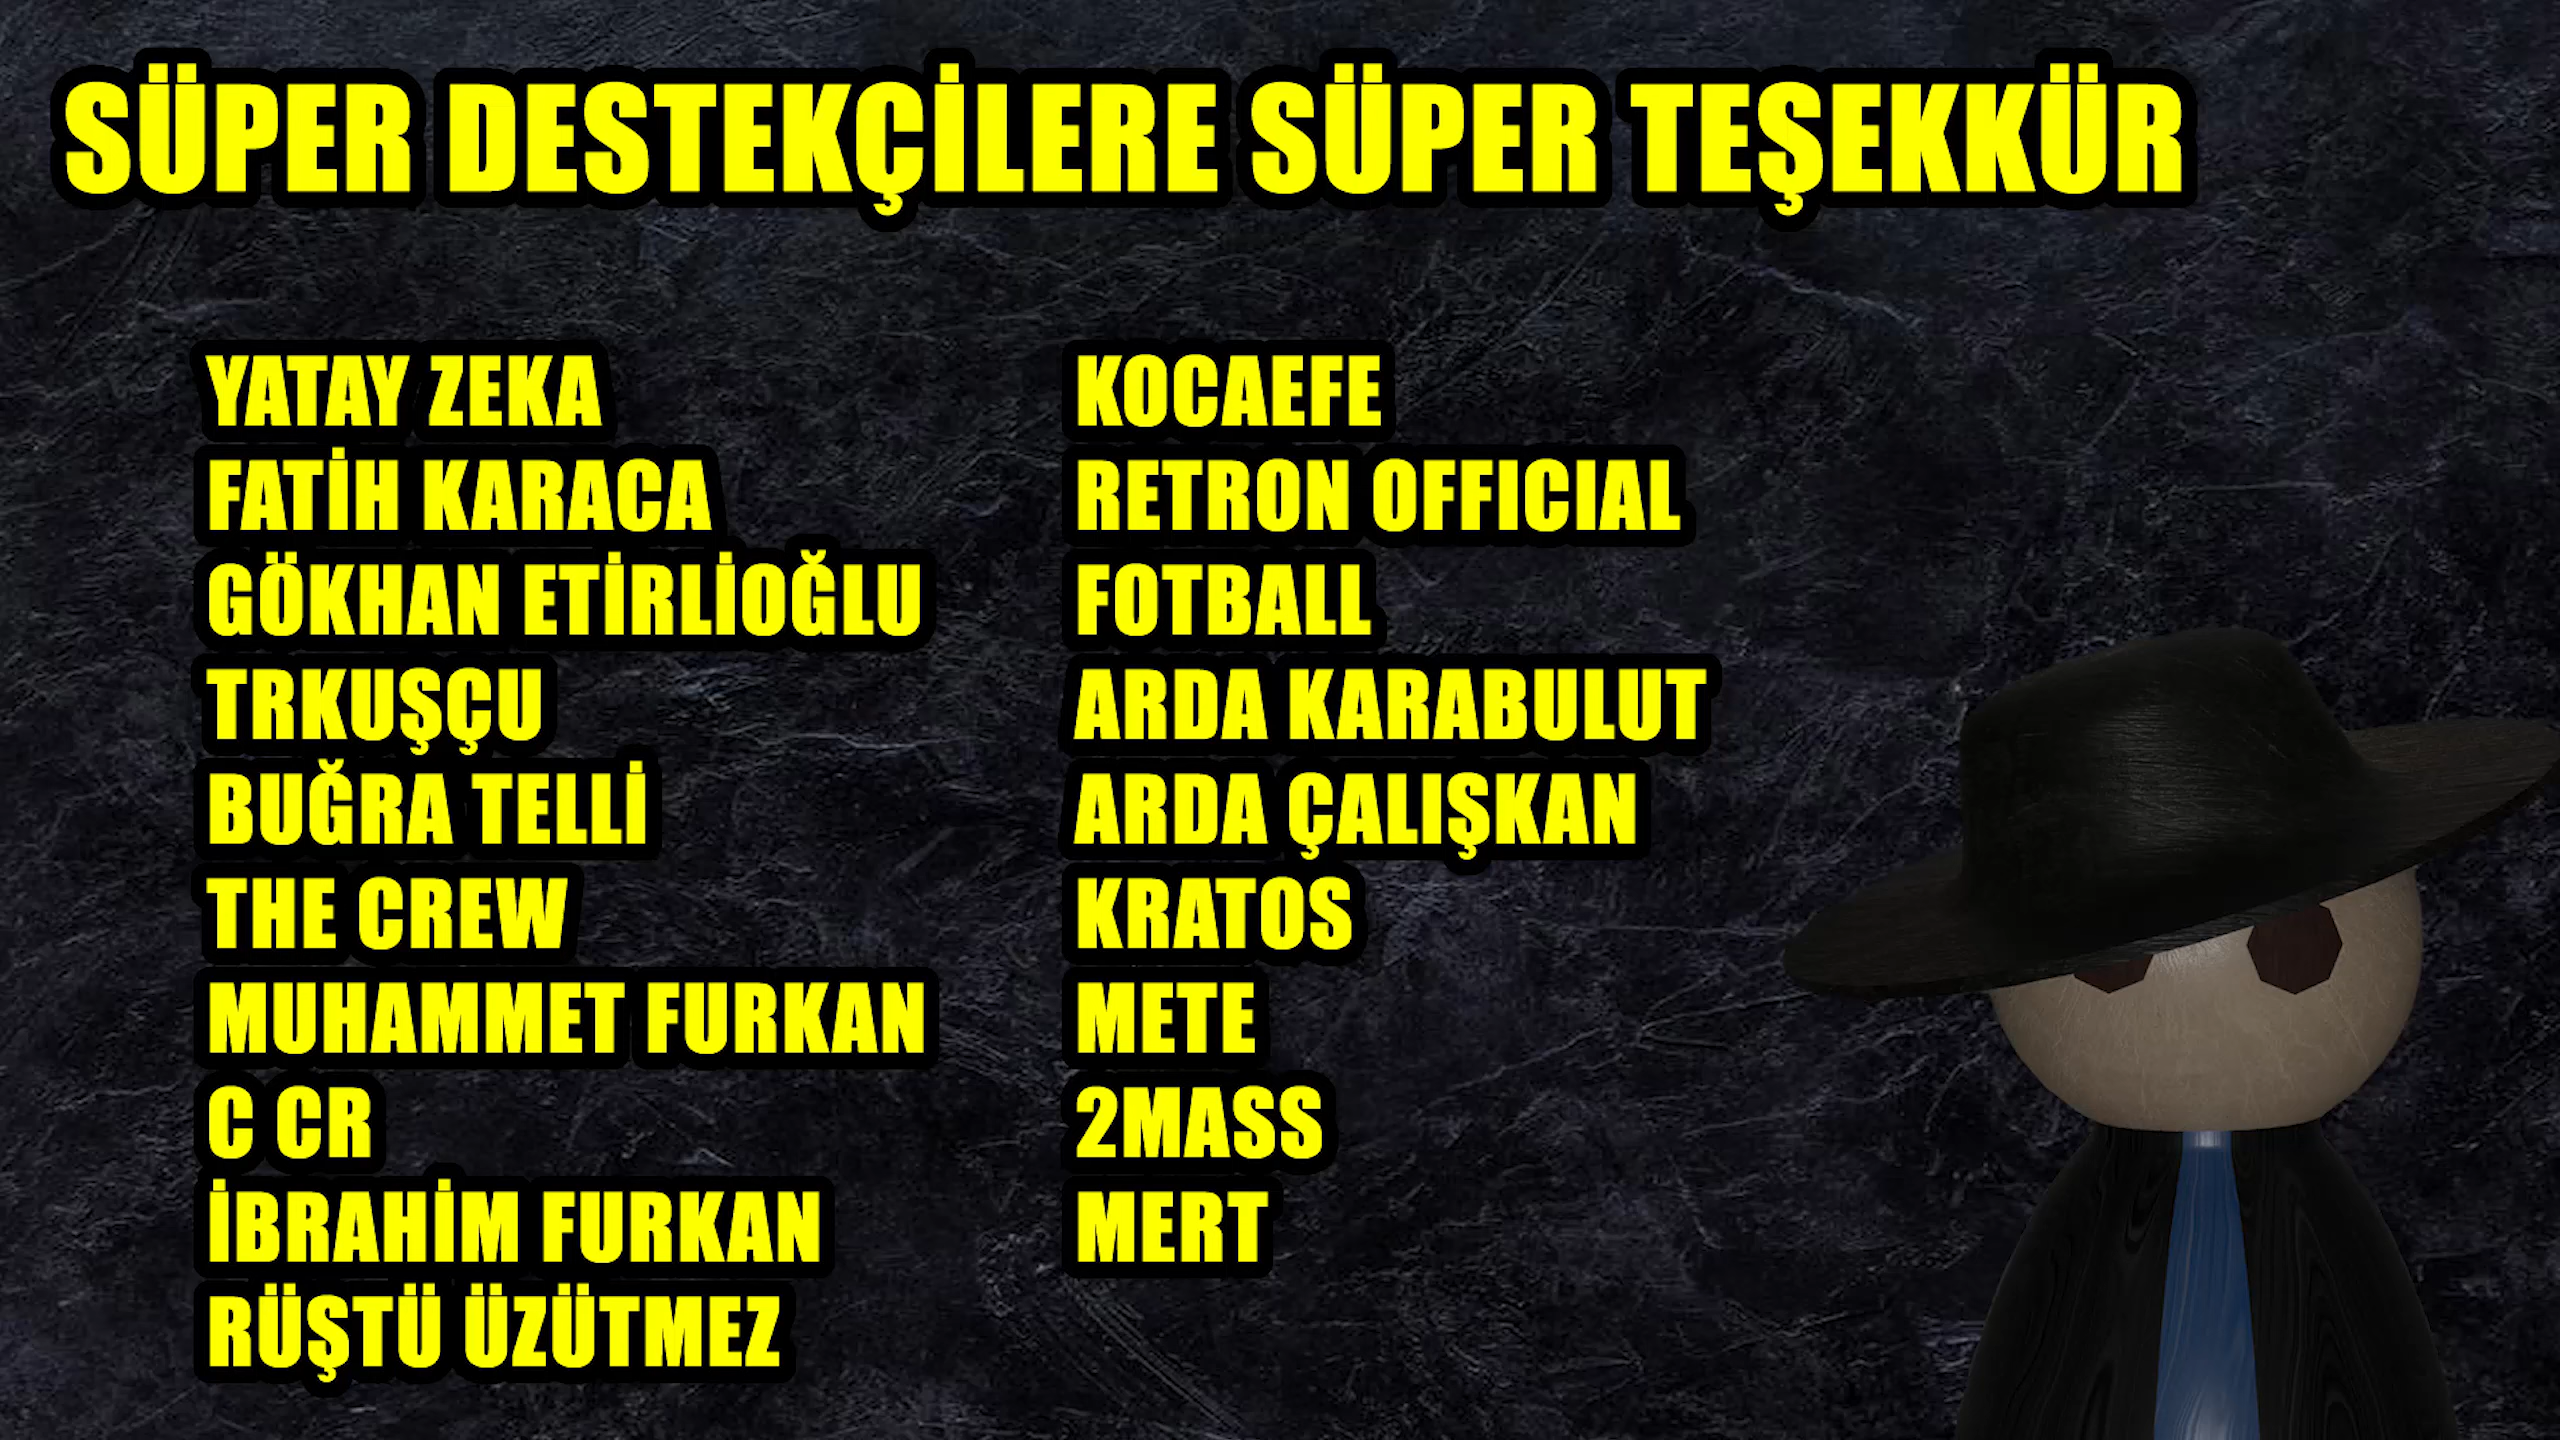 SÜPER DESTEKÇİLERE SÜPER TEŞEKKÜR
YATAY ZEKA
FATİH KARACA
GÖKHAN ETİRLİOĞLU
TRKUŞÇU
BUĞRA TELLİ
THE CREW
MUHAMMET FURKAN
C CR
İBRAHİM FURKAN
RÜŞTÜ ÜZÜTMEZ
KOCAEFE
RETRON OFFICIAL
FOTBALL
ARDA KARABULUT
ARDA ÇALIŞKAN
KRATOS
METE
2MASS
MERT